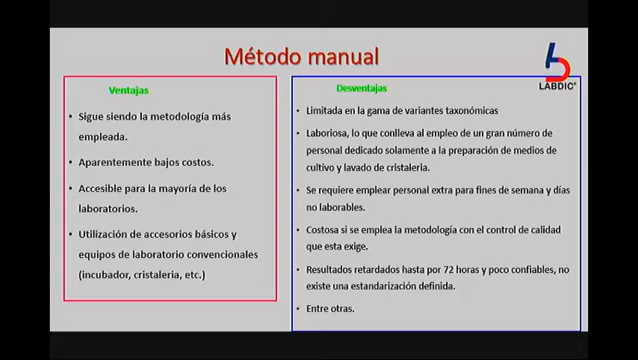 Método manual
LABDIC
Ventajas
• Sigue siendo la metodología más
empleada.
• Aparentemente bajos costos.
• Accesible para la mayoría de los
laboratorios.
• Utilización de accesorios básicos y
equipos de laboratorio convencionales
(incubador, cristaleria, etc.)
Desventajas
• Limitada en la gama de variantes taxonómicas
• Laboriosa, lo que conlleva al empleo de un gran número de
personal dedicado solamente a la preparación de medios de
cultivo y lavado de cristaleria.
• Se requiere emplear personal extra para fines de semana y días
no laborables.
• Costosa si se emplea la metodología con el control de calidad
que esta exige.
• Resultados retardados hasta por 72 horas y poco confiables, no
existe una estandarización definida.
• Entre otras.